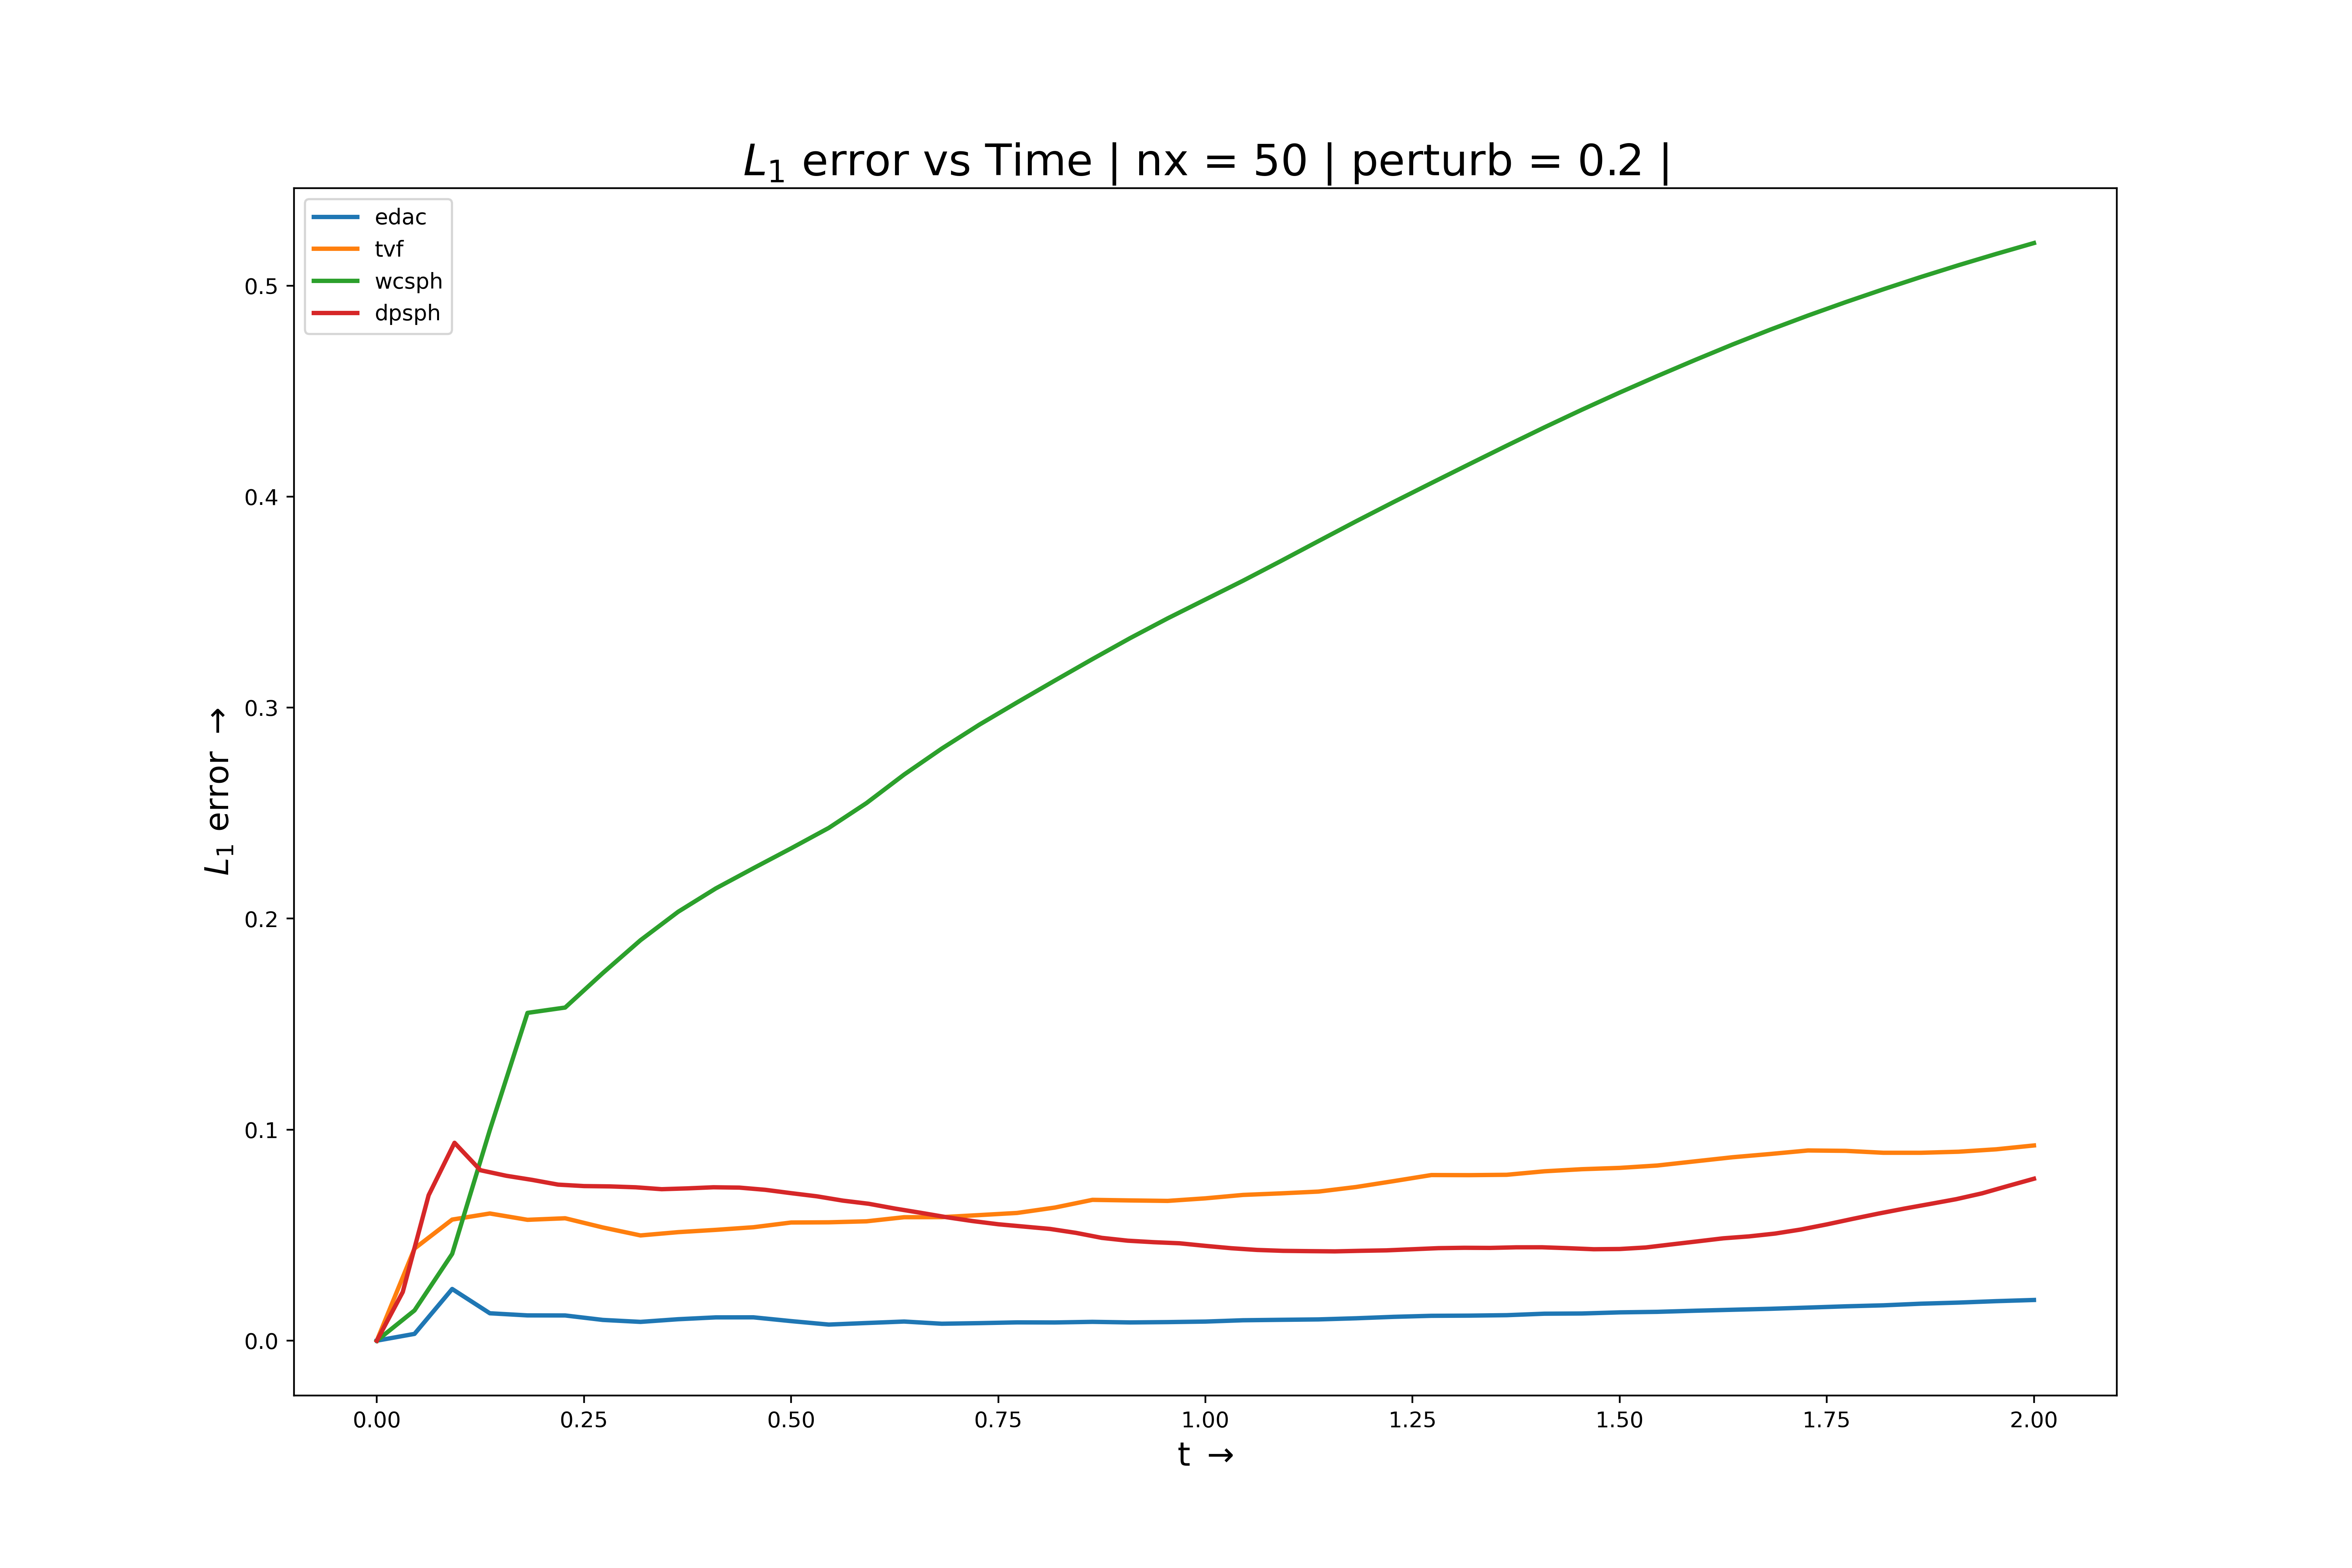 L₁ error vs Time | nx = 50 | perturb = 0.2 |
edac
tvf
wcsph
dpsph
L₁ error →
0.5
0.4
0.3
0.2
0.1
0.0
0.00 0.25 0.50 0.75 1.00 1.25 1.50 1.75 2.00
t →